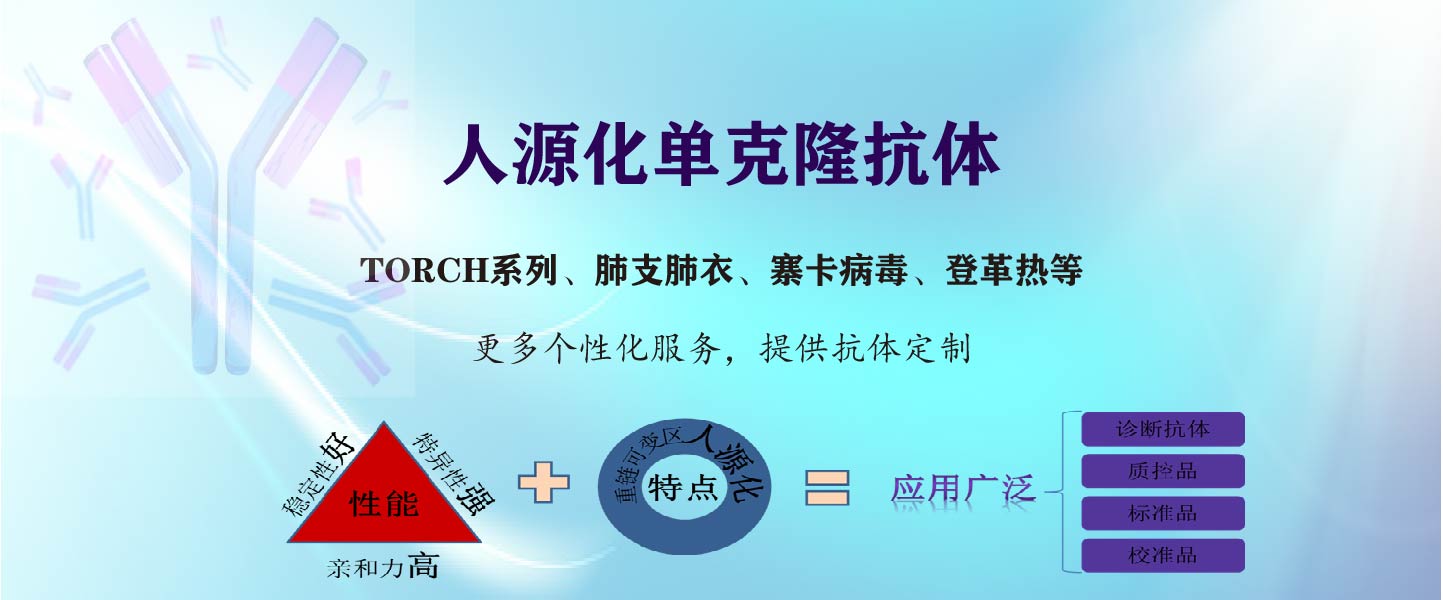 人源化单克隆抗体
TORCH系列、肺支肺衣、寨卡病毒、登革热等
更多个性化服务，提供抗体定制
稳定性好
特异性强
性能
亲和力高
重链可变区人源化
特点
应用广泛
诊断抗体
质控品
标准品
校准品